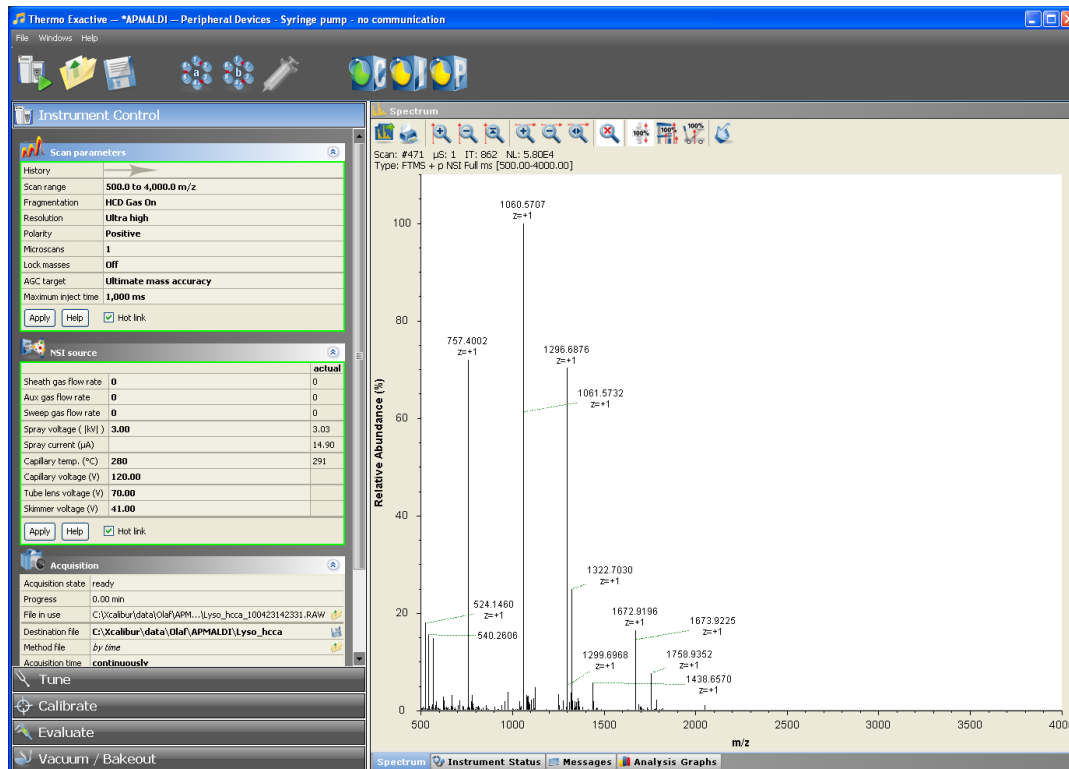 Thermo Exactive — *APMALDI — Peripheral Devices - Syringe pump - no communication
File Windows Help
a b C I P
Instrument Control
Scan parameters
History
Scan range 500.0 to 4,000.0 m/z
Fragmentation HCD Gas On
Resolution Ultra high
Polarity Positive
Microscans 1
Lock masses Off
AGC target Ultimate mass accuracy
Maximum inject time 1,000 ms
Apply Help Hot link
NSI source
actual
Sheath gas flow rate 0 0
Aux gas flow rate 0 0
Sweep gas flow rate 0 0
Spray voltage ( |kV| ) 3.00 3.03
Spray current (µA) 14.90
Capillary temp. (°C) 280 291
Capillary voltage (V) 120.00
Tube lens voltage (V) 70.00
Skimmer voltage (V) 41.00
Apply Help Hot link
Acquisition
Acquisition state ready
Progress 0.00 min
File in use C:\Xcalibur\data\Olaf\APM...\Lyso_hcca_100423142331.RAW
Destination file C:\Xcalibur\data\Olaf\APMALDI\Lyso_hcca
Method file by time
Acquisition time continuously
Tune
Calibrate
Evaluate
Vacuum / Bakeout
Spectrum
100% 100% 100%
Scan: #471 µS: 1 IT: 862 NL: 5.80E4
Type: FTMS + p NSI Full ms [500.00-4000.00]
1060.5707
z=+1
757.4002
z=+1
1296.6876
z=+1
1061.5732
z=+1
1322.7030
z=+1
524.1460
z=+1
540.2606
1672.9196
z=+1
1673.9225
z=+1
1299.6968
z=+1
1758.9352
z=+1
1438.6570
z=+1
Relative Abundance (%)
100
80
60
40
20
0
500 1000 1500 2000 2500 3000 3500 400
m/z
Spectrum Instrument Status Messages Analysis Graphs